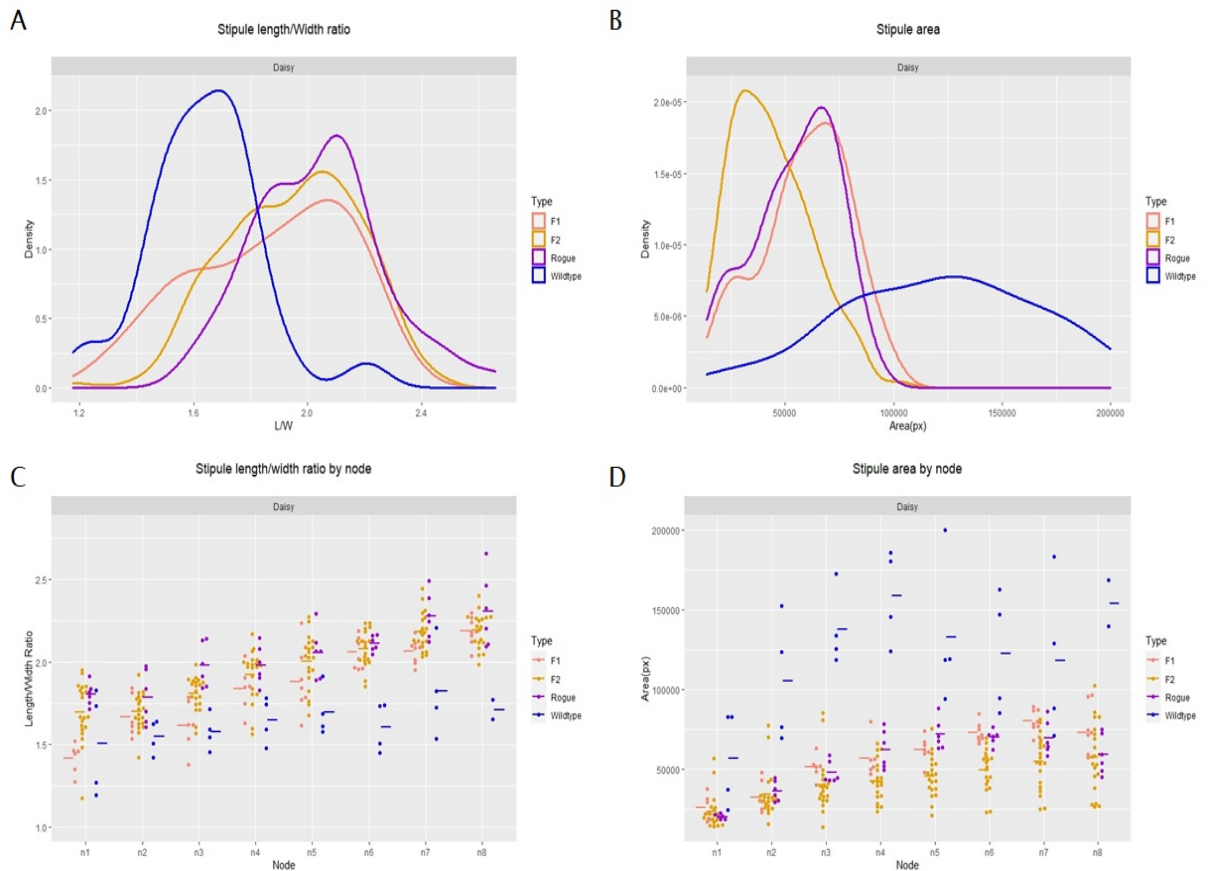 A
Stipule length/Width ratio
Daisy
2.0
1.5
1.0
0.5
0.0
Density
1.2 1.6 2.0 2.4
L/W
Type
F1
F2
Rogue
Wildtype
B
Stipule area
Daisy
2.0e-05
1.5e-05
1.0e-05
5.0e-06
0.0e+00
Density
50000 100000 150000 200000
Area(px)
Type
F1
F2
Rogue
Wildtype
C
Stipule length/width ratio by node
Daisy
2.5
2.0
1.5
1.0
Length/Width Ratio
n1 n2 n3 n4 n5 n6 n7 n8
Node
Type
F1
F2
Rogue
Wildtype
D
Stipule area by node
Daisy
200000
150000
100000
50000
Area(px)
n1 n2 n3 n4 n5 n6 n7 n8
Node
Type
F1
F2
Rogue
Wildtype